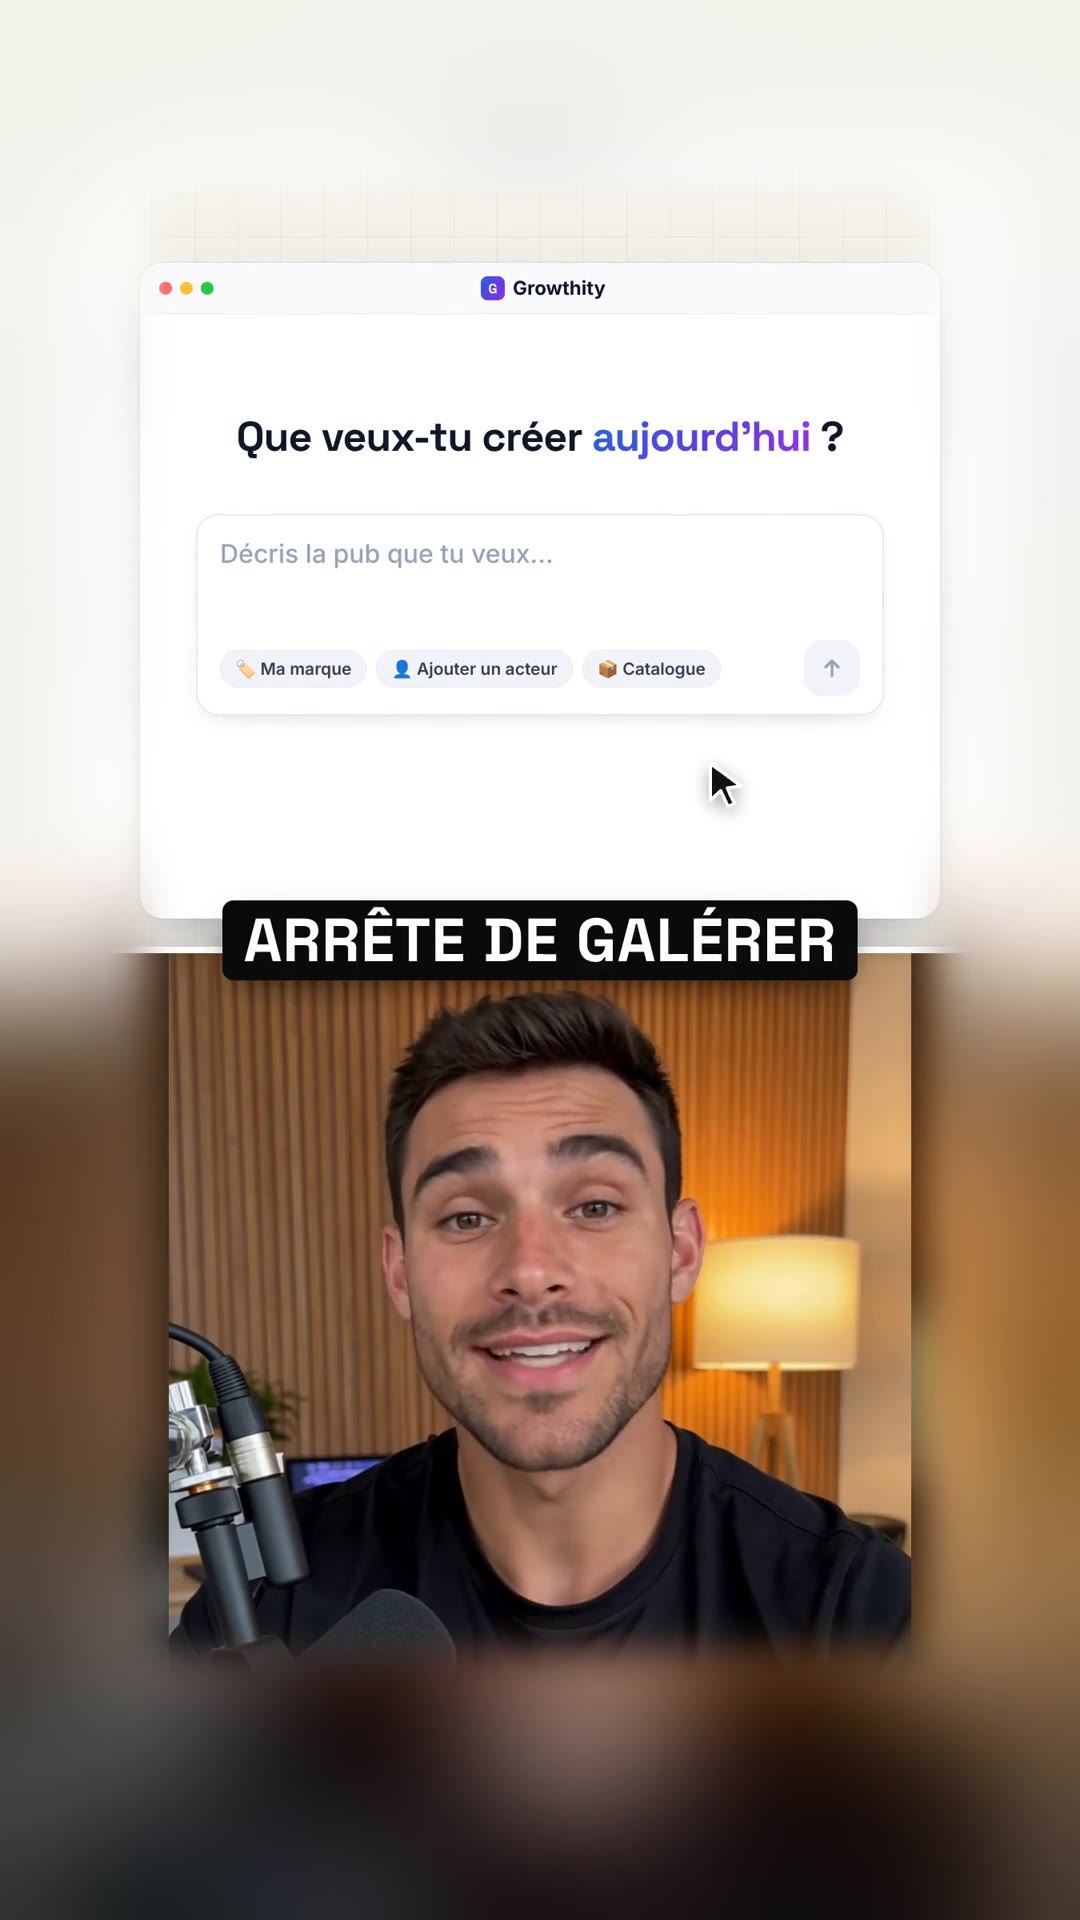 G Growthity
Que veux-tu créer aujourd’hui ?
Décris la pub que tu veux...
Ma marque
Ajouter un acteur
Catalogue
ARRÊTE DE GALÉRER